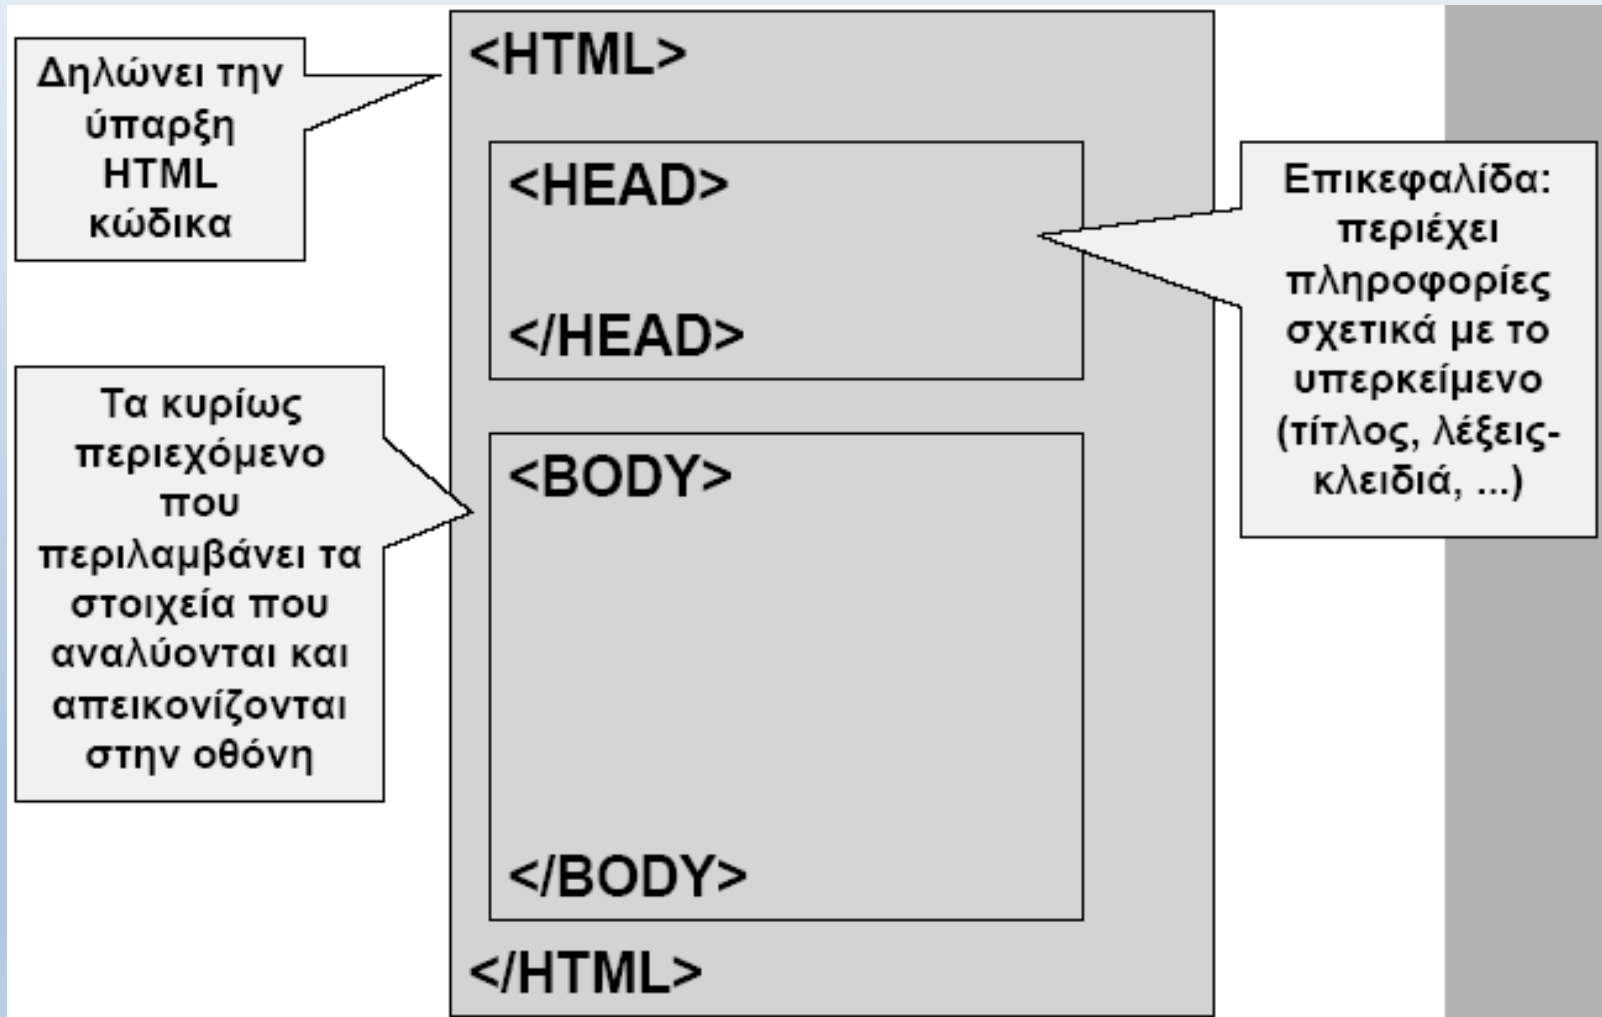 Δηλώνει την
ύπαρξη
HTML
κώδικα
<HTML>
<HEAD>
</HEAD>
Επικεφαλίδα:
περιέχει
πληροφορίες
σχετικά με το
υπερκείμενο
(τίτλος, λέξεις-
κλειδιά, ...)
Τα κυρίως
περιεχόμενο
που
περιλαμβάνει τα
στοιχεία που
αναλύονται και
απεικονίζονται
στην οθόνη
<BODY>
</BODY>
</HTML>